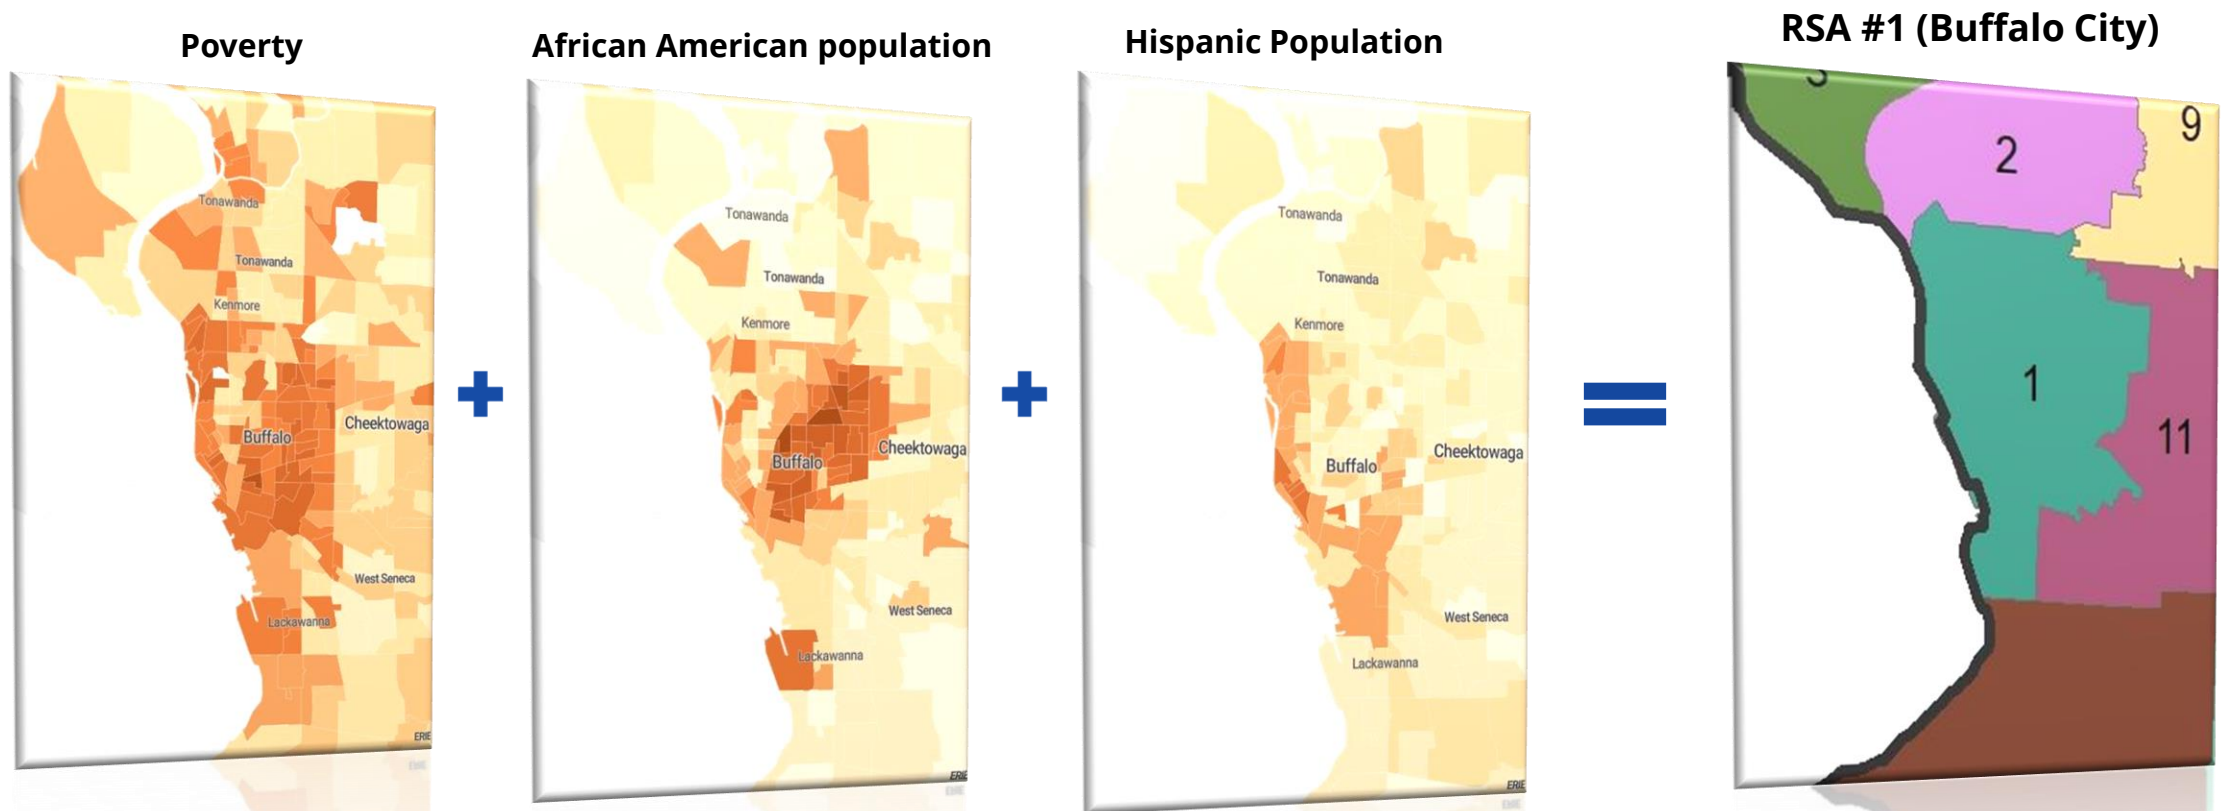 Poverty
African American population
Hispanic Population
RSA #1 (Buffalo City)
Tonawanda
Tonawanda
Kenmore
Buffalo
Cheektowaga
West Seneca
Lackawanna
ERIE
Tonawanda
Tonawanda
Kenmore
Buffalo
Cheektowaga
West Seneca
Lackawanna
ERIE
Tonawanda
Tonawanda
Kenmore
Buffalo
Cheektowaga
West Seneca
Lackawanna
ERIE
2
9
1
11